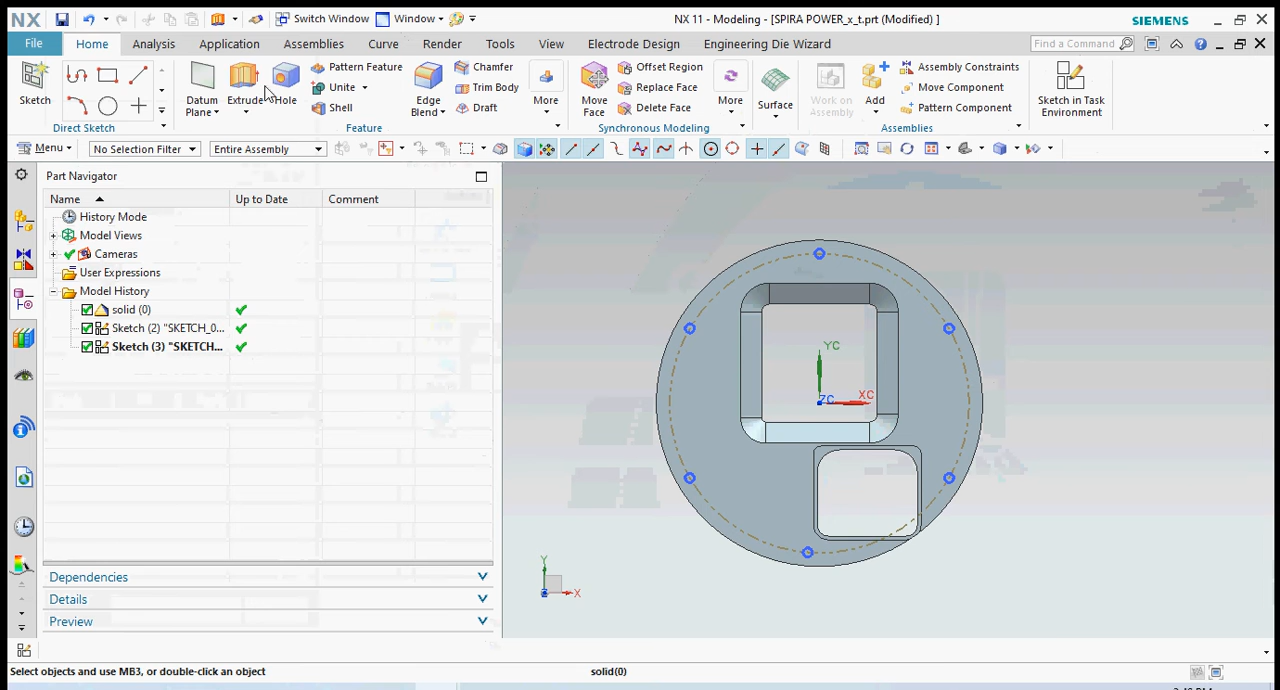 NX Switch Window Window NX 11 - Modeling - [SPIRA POWER_x_t.prt (Modified) ] SIEMENS
File Home Analysis Application Assemblies Curve Render Tools View Electrode Design Engineering Die Wizard Find a Command
Pattern Feature Chamfer Offset Region Assembly Constraints
Unite Trim Body Replace Face Move Component
Shell Draft Delete Face Pattern Component
Sketch Datum Plane Extrude Hole Edge Blend More Move Face More Surface Work on Assembly Add Sketch in Task Environment
Direct Sketch Feature Synchronous Modeling Assemblies
Menu No Selection Filter Entire Assembly
Part Navigator
Name Up to Date Comment
History Mode
Model Views
Cameras
User Expressions
Model History
solid (0)
Sketch (2) "SKETCH_0...
Sketch (3) "SKETCH...
YC
XC
ZC
Y
X
Dependencies
Details
Preview
Select objects and use MB3, or double-click an object solid(0)